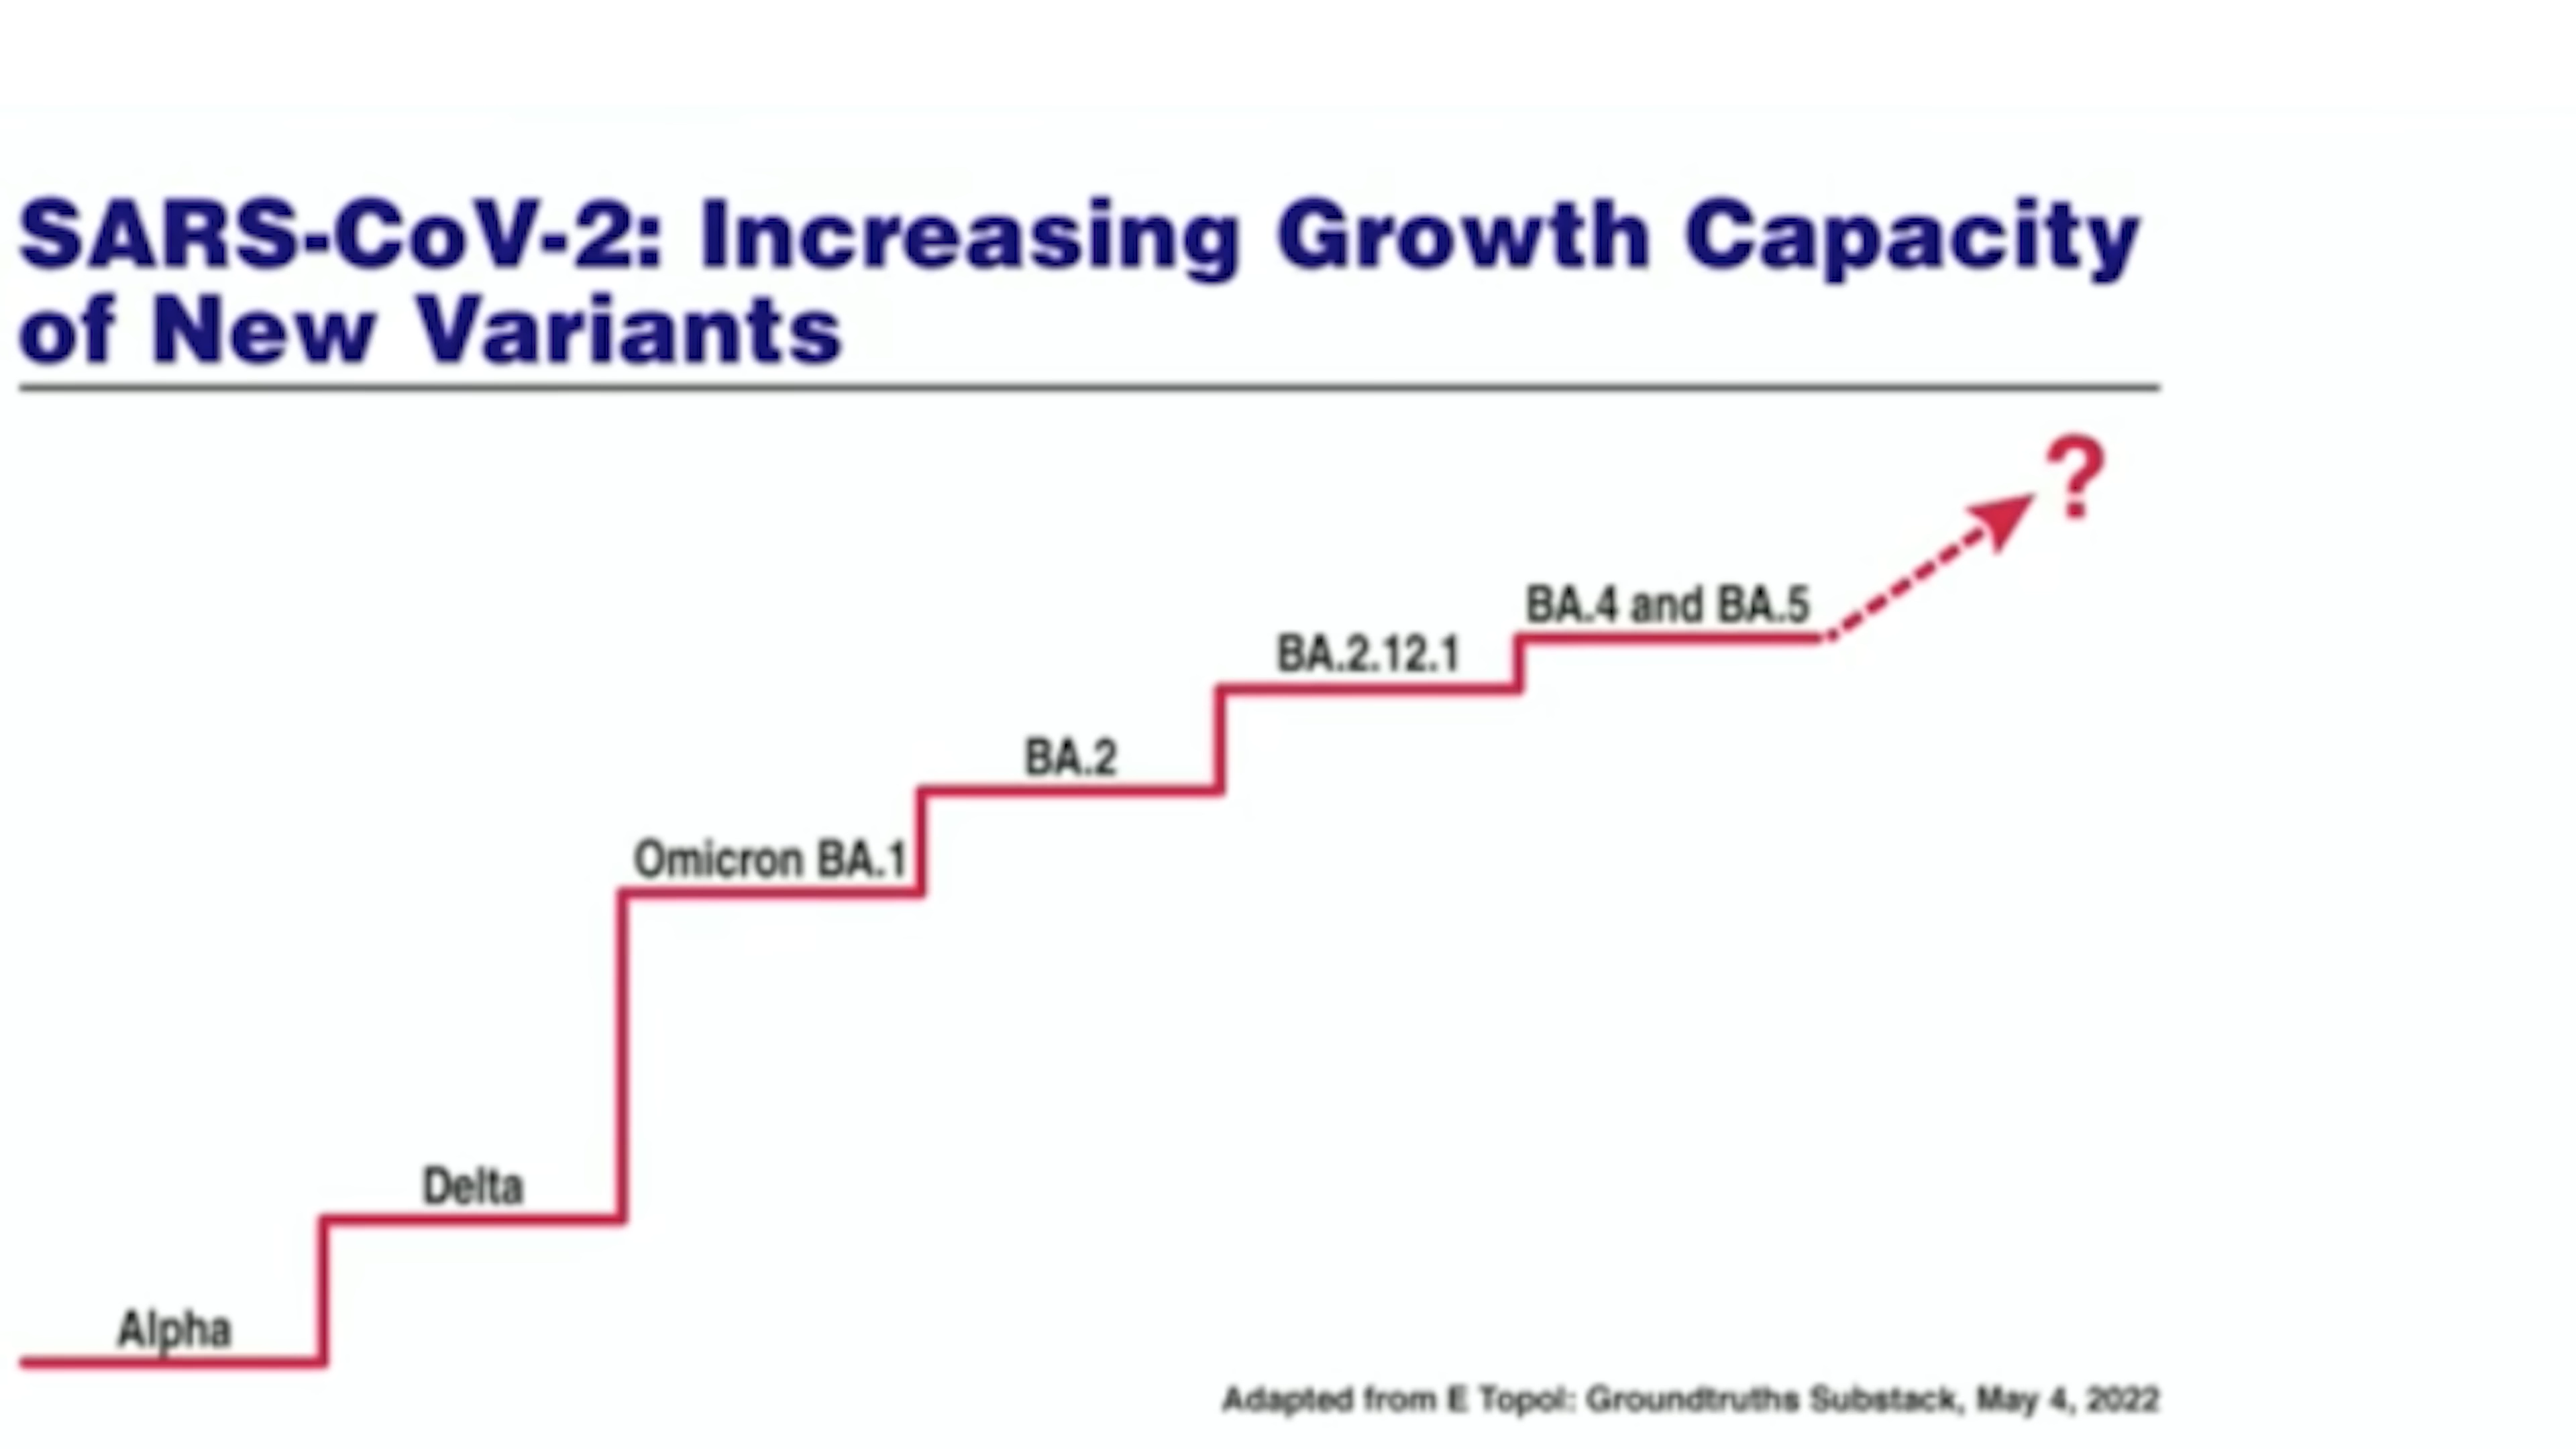 SARS-CoV-2: Increasing Growth Capacity
of New Variants
?
BA.4 and BA.5
BA.2.12.1
BA.2
Omicron BA.1
Delta
Alpha
Adapted from E Topol: Groundtruths Substack, May 4, 2022